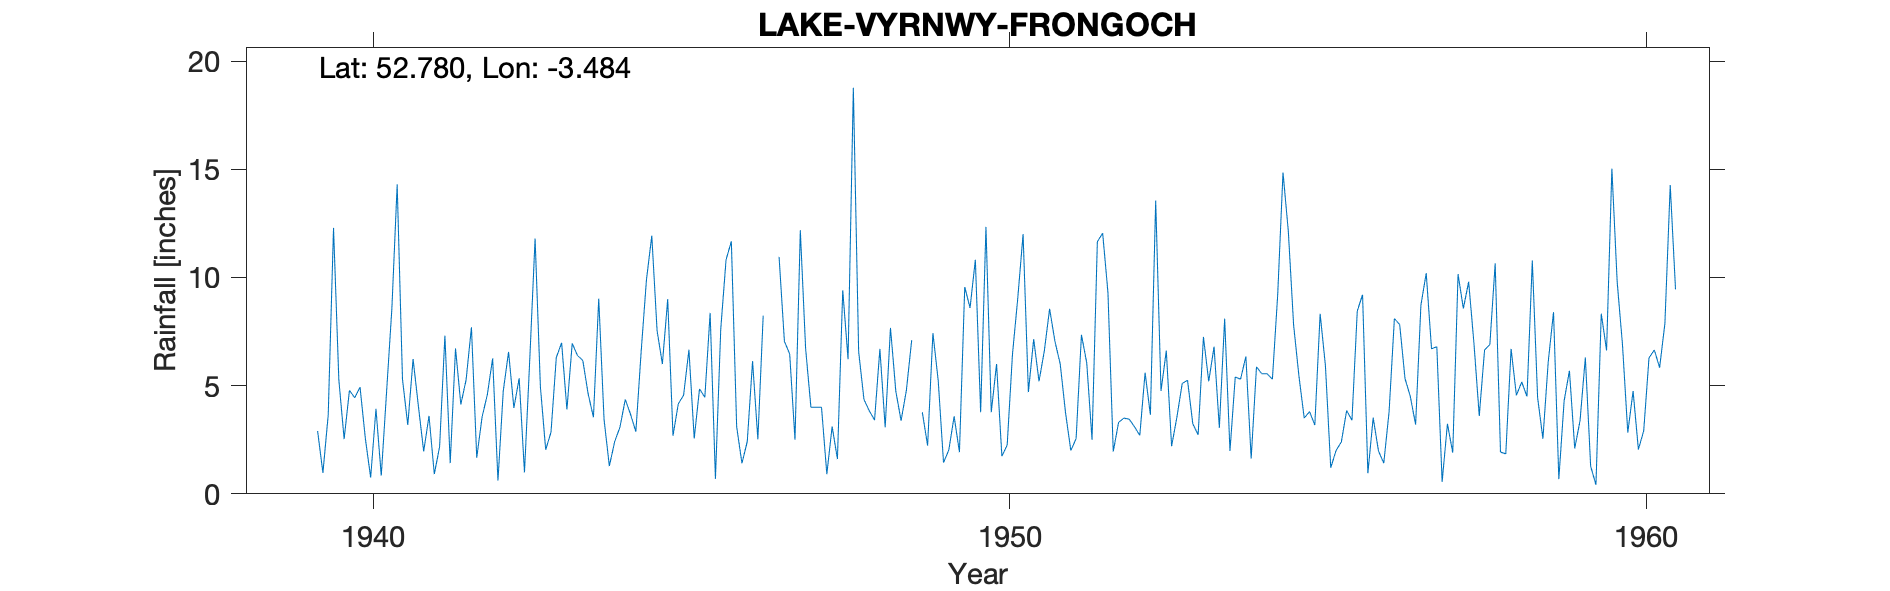 LAKE-VYRNWY-FRONGOCH
Lat: 52.780, Lon: -3.484
20
15
10
5
0
Rainfall [inches]
1940 1950 1960
Year